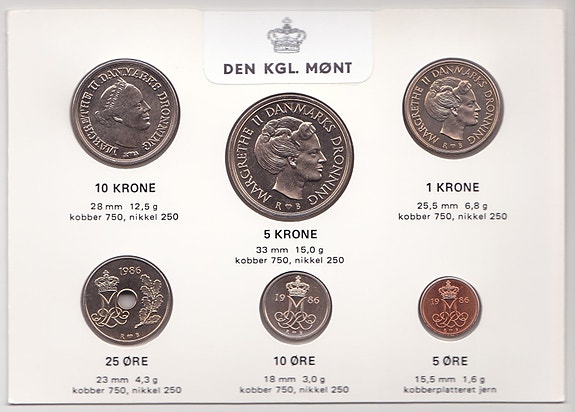 DEN KGL. MØNT
MARGRETHE II DANMARKS DRONNING
R B
10 KRONE
28 mm 12,5 g
kobber 750, nikkel 250
MARGRETHE II DANMARKS DRONNING
R B
5 KRONE
33 mm 15,0 g
kobber 750, nikkel 250
MARGRETHE II DANMARKS DRONNING
R B
1 KRONE
25,5 mm 6,8 g
kobber 750, nikkel 250
1986
R B
25 ØRE
23 mm 4,3 g
kobber 750, nikkel 250
19 86
R B
10 ØRE
18 mm 3,0 g
kobber 750, nikkel 250
19 86
R B
5 ØRE
15,5 mm 1,6 g
kobberplatteret jern